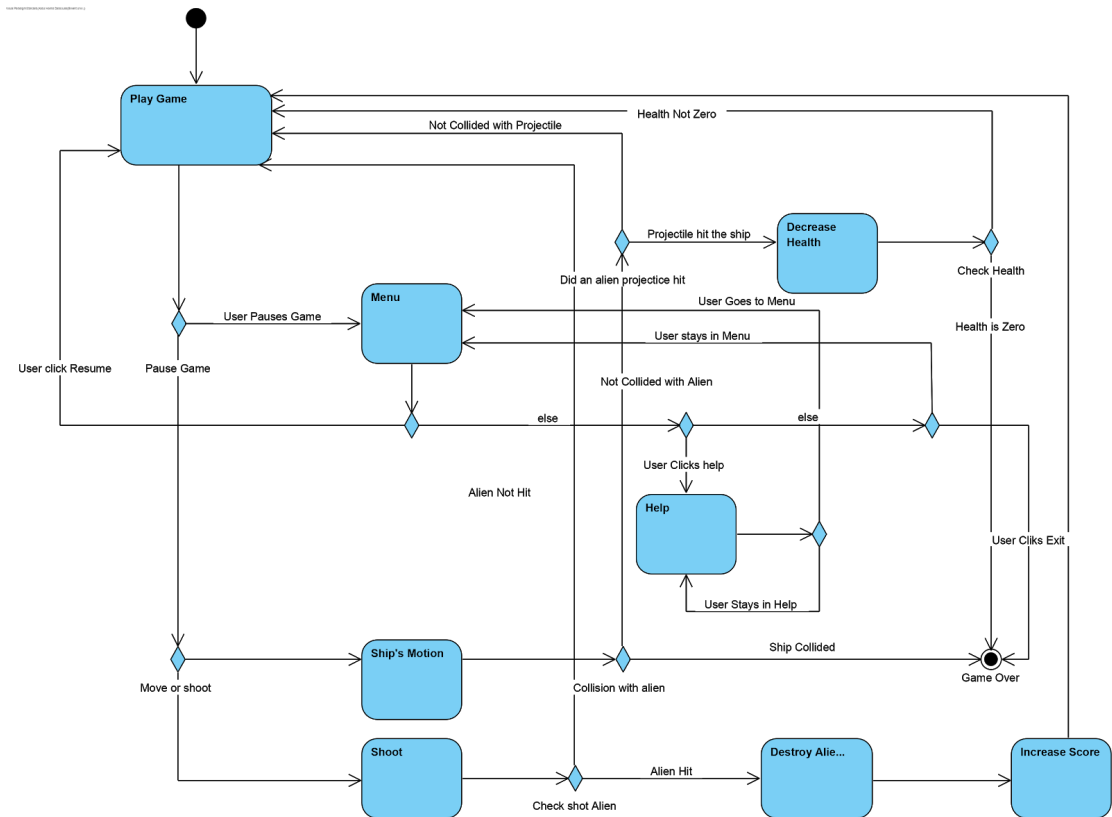 Play Game
Health Not Zero
Not Collided with Projectile
Decrease
Health
Projectile hit the ship
Check Health
Did an alien projectice hit
Menu
User Goes to Menu
User Pauses Game
Health is Zero
User stays in Menu
User click Resume
Pause Game
Not Collided with Alien
else
else
User Clicks help
Alien Not Hit
Help
User Cliks Exit
User Stays in Help
Ship's Motion
Ship Collided
Game Over
Move or shoot
Collision with alien
Shoot
Destroy Alie...
Increase Score
Alien Hit
Check shot Alien